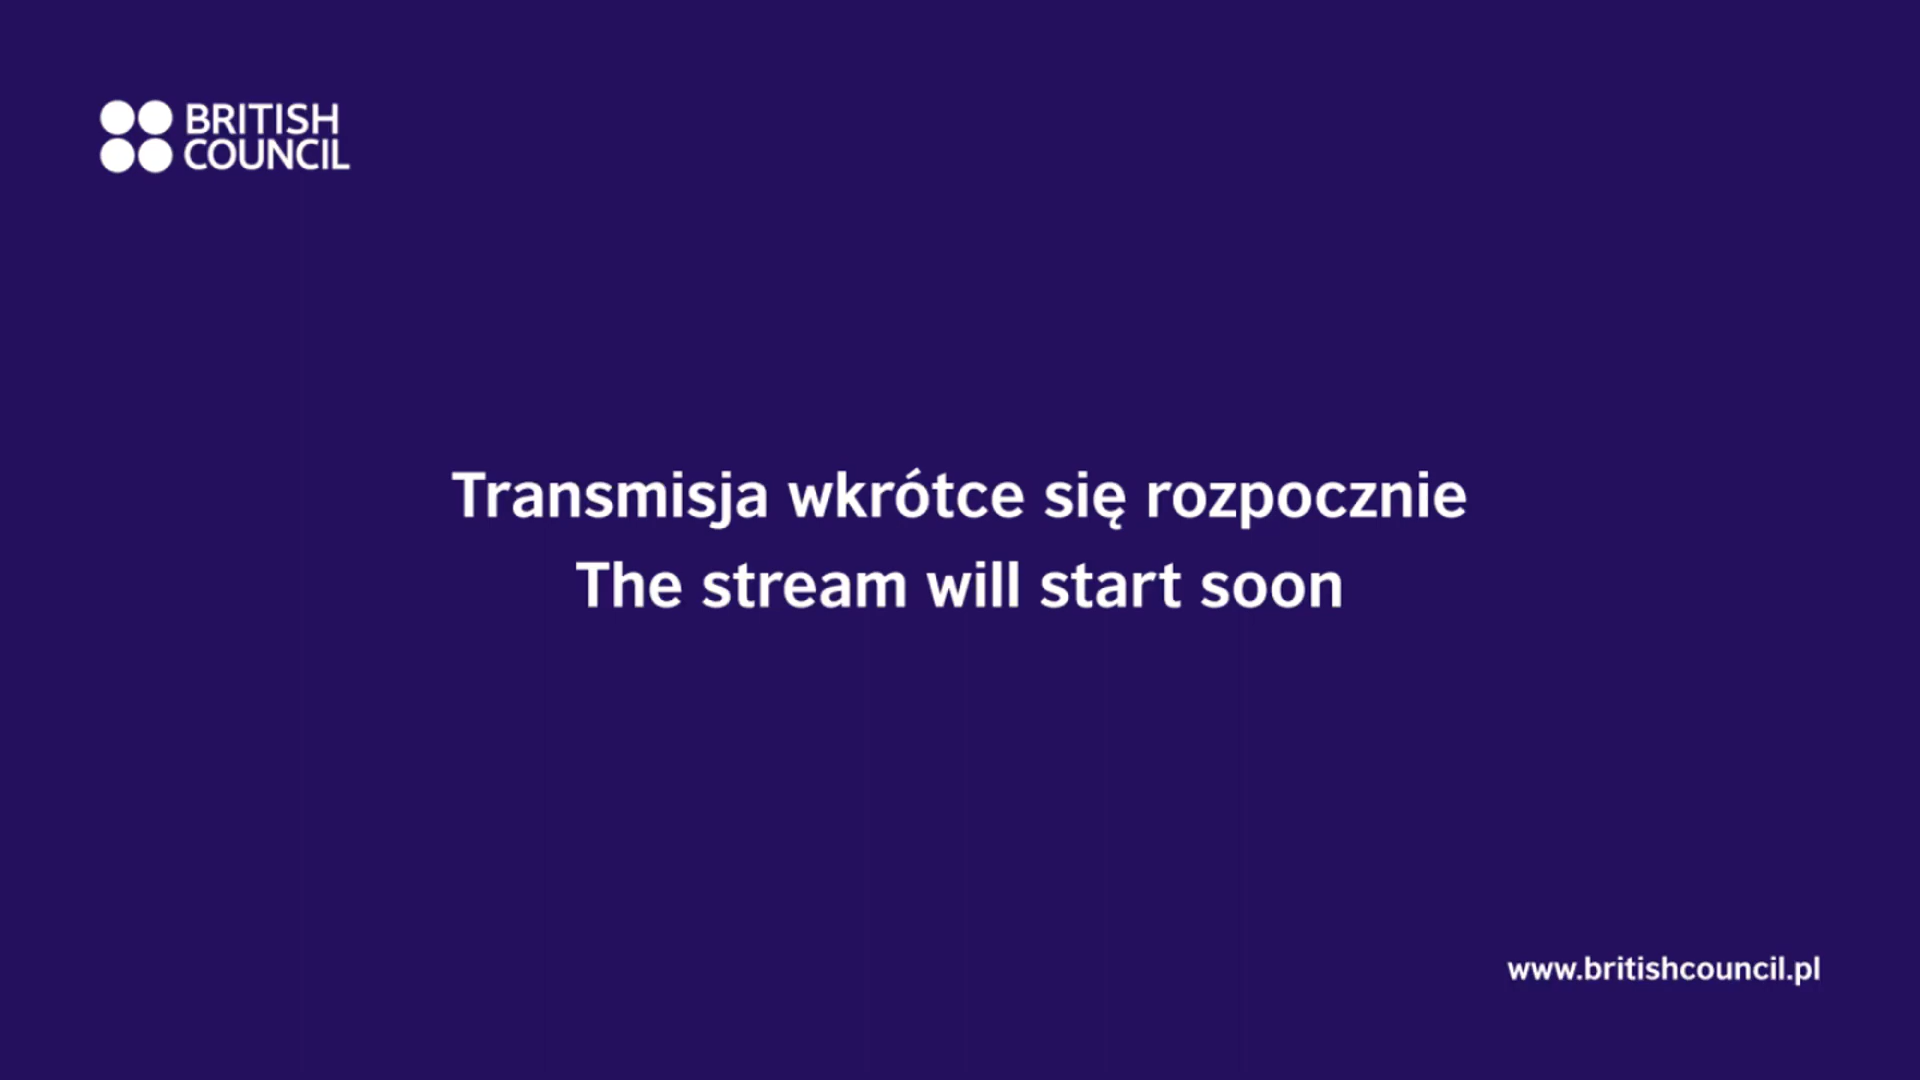 BRITISH
COUNCIL
Transmisja wkrótce się rozpocznie
The stream will start soon
www.britishcouncil.pl